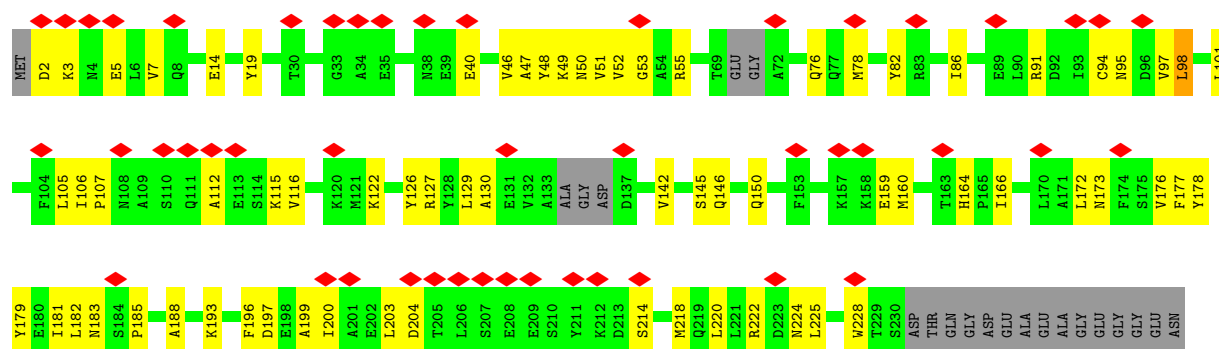 MET D2 K3 N4 E5 L6 V7 Q8 E14 Y19 T30 G33 A34 E35 N38 E39 E40 V46 A47 Y48 K49 N50 V51 V52 G53 A54 R55 T69 GLU GLY A72 Q76 Q77 M78 Y82 R83 I86 E89 L90 R91 D92 I93 C94 N95 D96 V97 L98 L101
F104 L105 I106 P107 N108 A109 S110 Q111 A112 E113 S114 K115 V116 K120 M121 K122 Y126 R127 Y128 L129 A130 E131 V132 A133 ALA GLY ASP D137 V142 S145 Q146 Q150 F153 K157 K158 E159 M160 T163 H164 P165 I166 L170 A171 L172 N173 F174 S175 V176 F177 Y178
Y179 E180 I181 L182 N183 S184 P185 A188 K193 F196 D197 E198 A199 I200 A201 E202 L203 D204 T205 L206 S207 E208 E209 S210 Y211 K212 D213 S214 M218 Q219 L220 L221 R222 D223 N224 L225 W228 T229 S230 ASP THR GLN GLY ASP GLU ALA GLU ALA GLY GLU GLY GLY GLU ASN